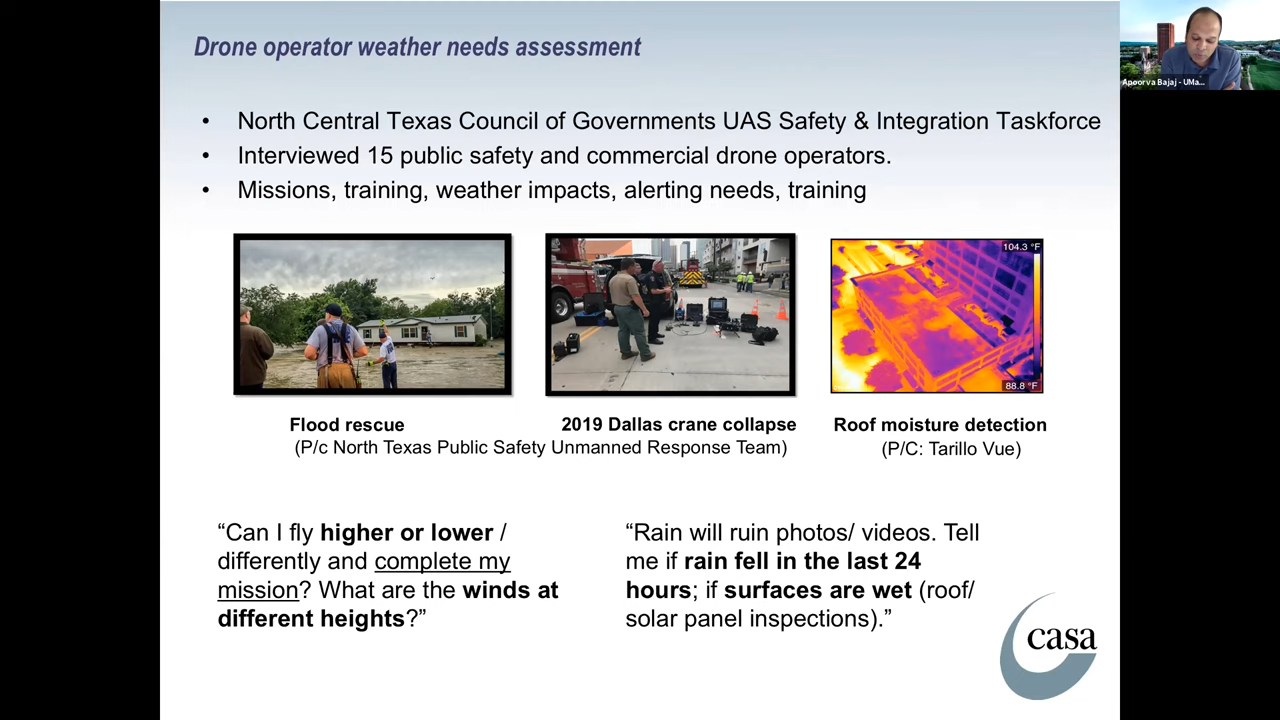 Drone operator weather needs assessment
Apoorva Bajaj - UMa...
• North Central Texas Council of Governments UAS Safety & Integration Taskforce
• Interviewed 15 public safety and commercial drone operators.
• Missions, training, weather impacts, alerting needs, training
104.3 °F
88.8 °F
Flood rescue
2019 Dallas crane collapse
(P/c North Texas Public Safety Unmanned Response Team)
Roof moisture detection
(P/C: Tarillo Vue)
“Can I fly higher or lower /
differently and complete my
mission? What are the winds at
different heights?”
“Rain will ruin photos/ videos. Tell
me if rain fell in the last 24
hours; if surfaces are wet (roof/
solar panel inspections).”
casa